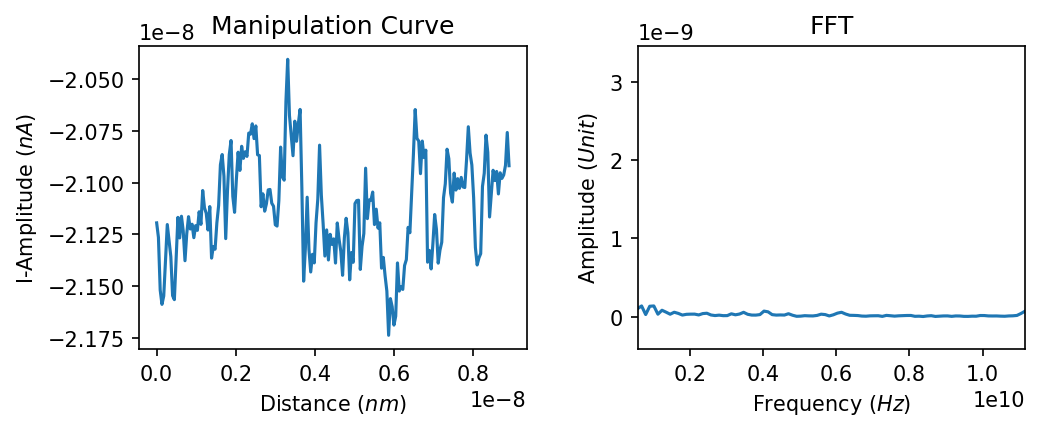 Manipulation Curve
1e−8
I-Amplitude (nA)
−2.050
−2.075
−2.100
−2.125
−2.150
−2.175
0.0 0.2 0.4 0.6 0.8
Distance (nm)
1e−8
FFT
1e−9
Amplitude (Unit)
3
2
1
0
0.2 0.4 0.6 0.8 1.0
Frequency (Hz)
1e10